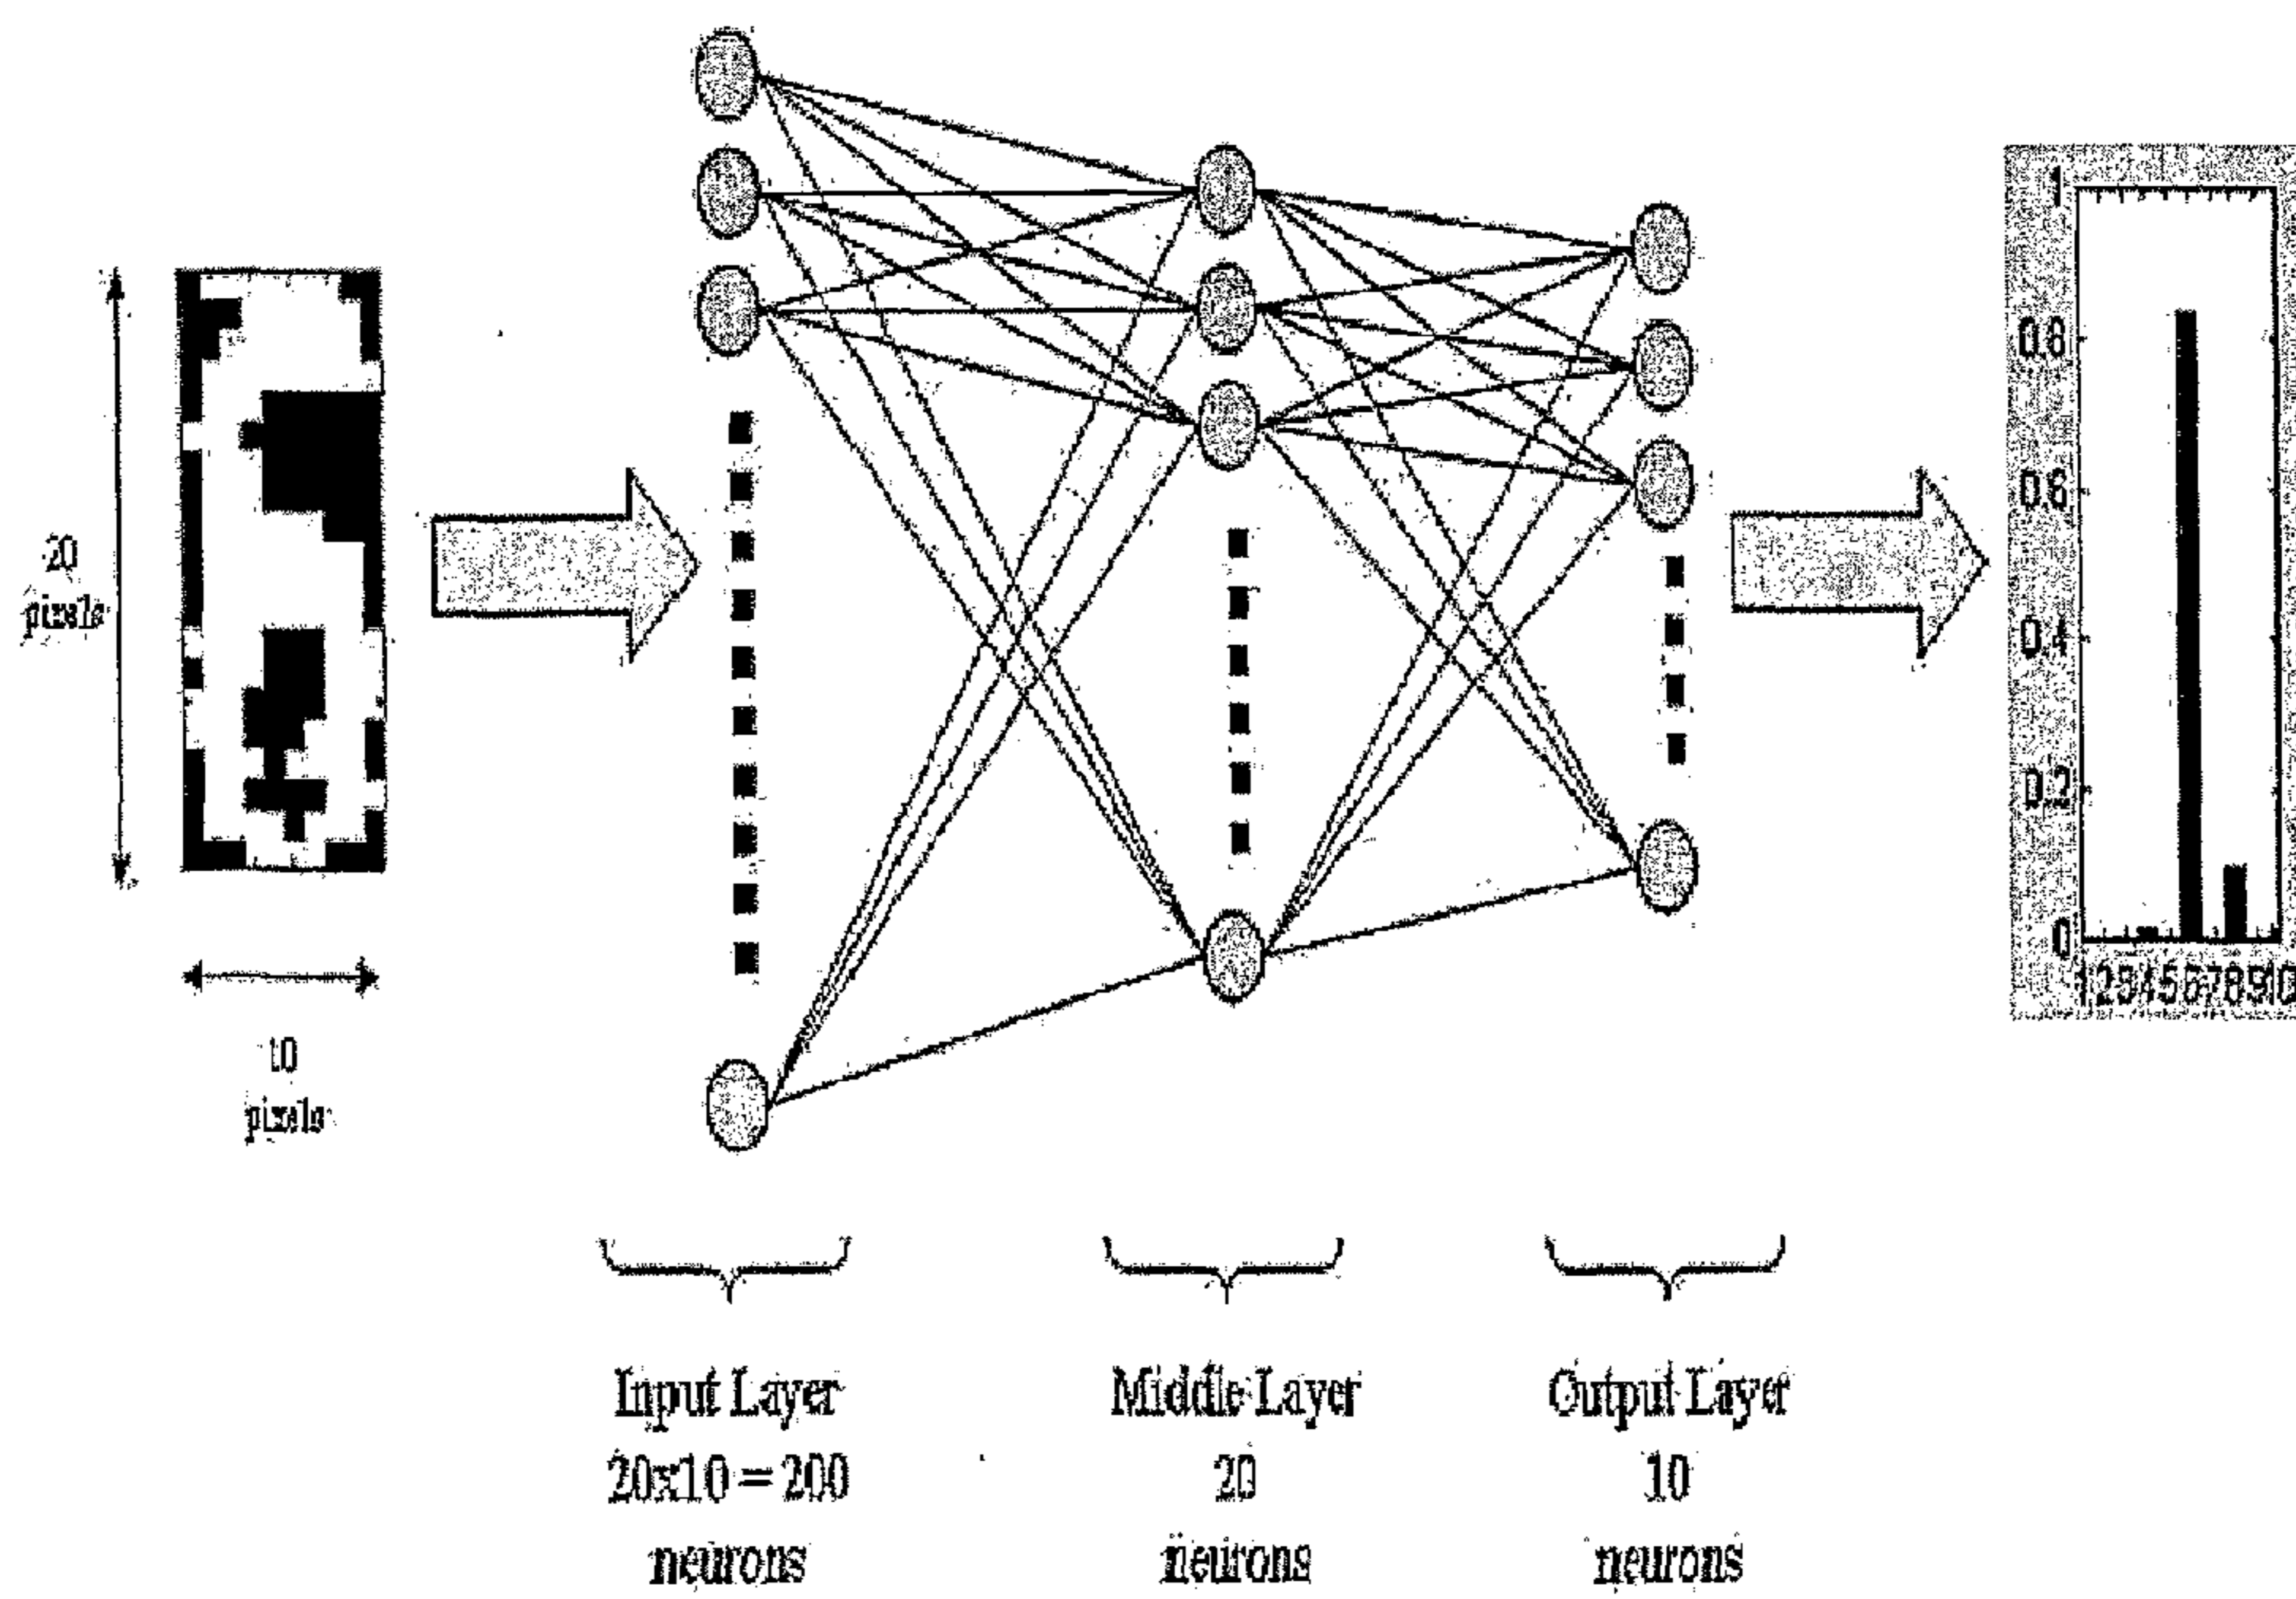 20
pixels
10
pixels
Input Layer
20x10 = 200
neurons
Middle Layer
20
neurons
Output Layer
10
neurons
1
0.8
0.6
0.4
0.2
0
12345678910